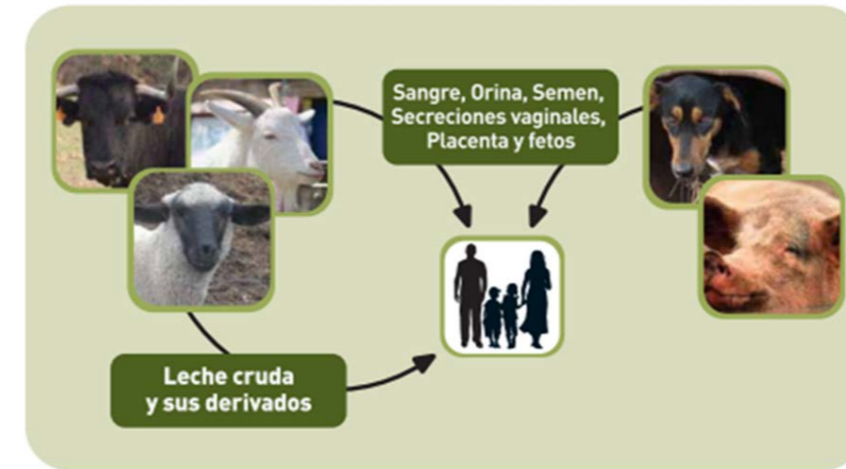 Sangre, Orina, Semen,
Secreciones vaginales,
Placenta y fetos
Leche cruda
y sus derivados